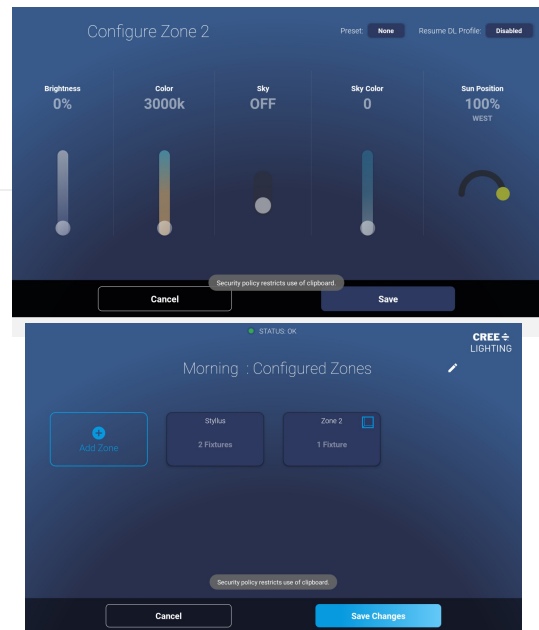 Configure Zone 2
Preset: None Resume DL Profile: Disabled
Brightness Color Sky Sky Color Sun Position
0% 3000k OFF 0 100%
WEST
Security policy restricts use of clipboard.
Cancel Save
STATUS: OK
CREE
LIGHTING
Morning : Configured Zones
Styllus Zone 2
Add Zone 2 Fixtures 1 Fixture
Security policy restricts use of clipboard.
Cancel Save Changes